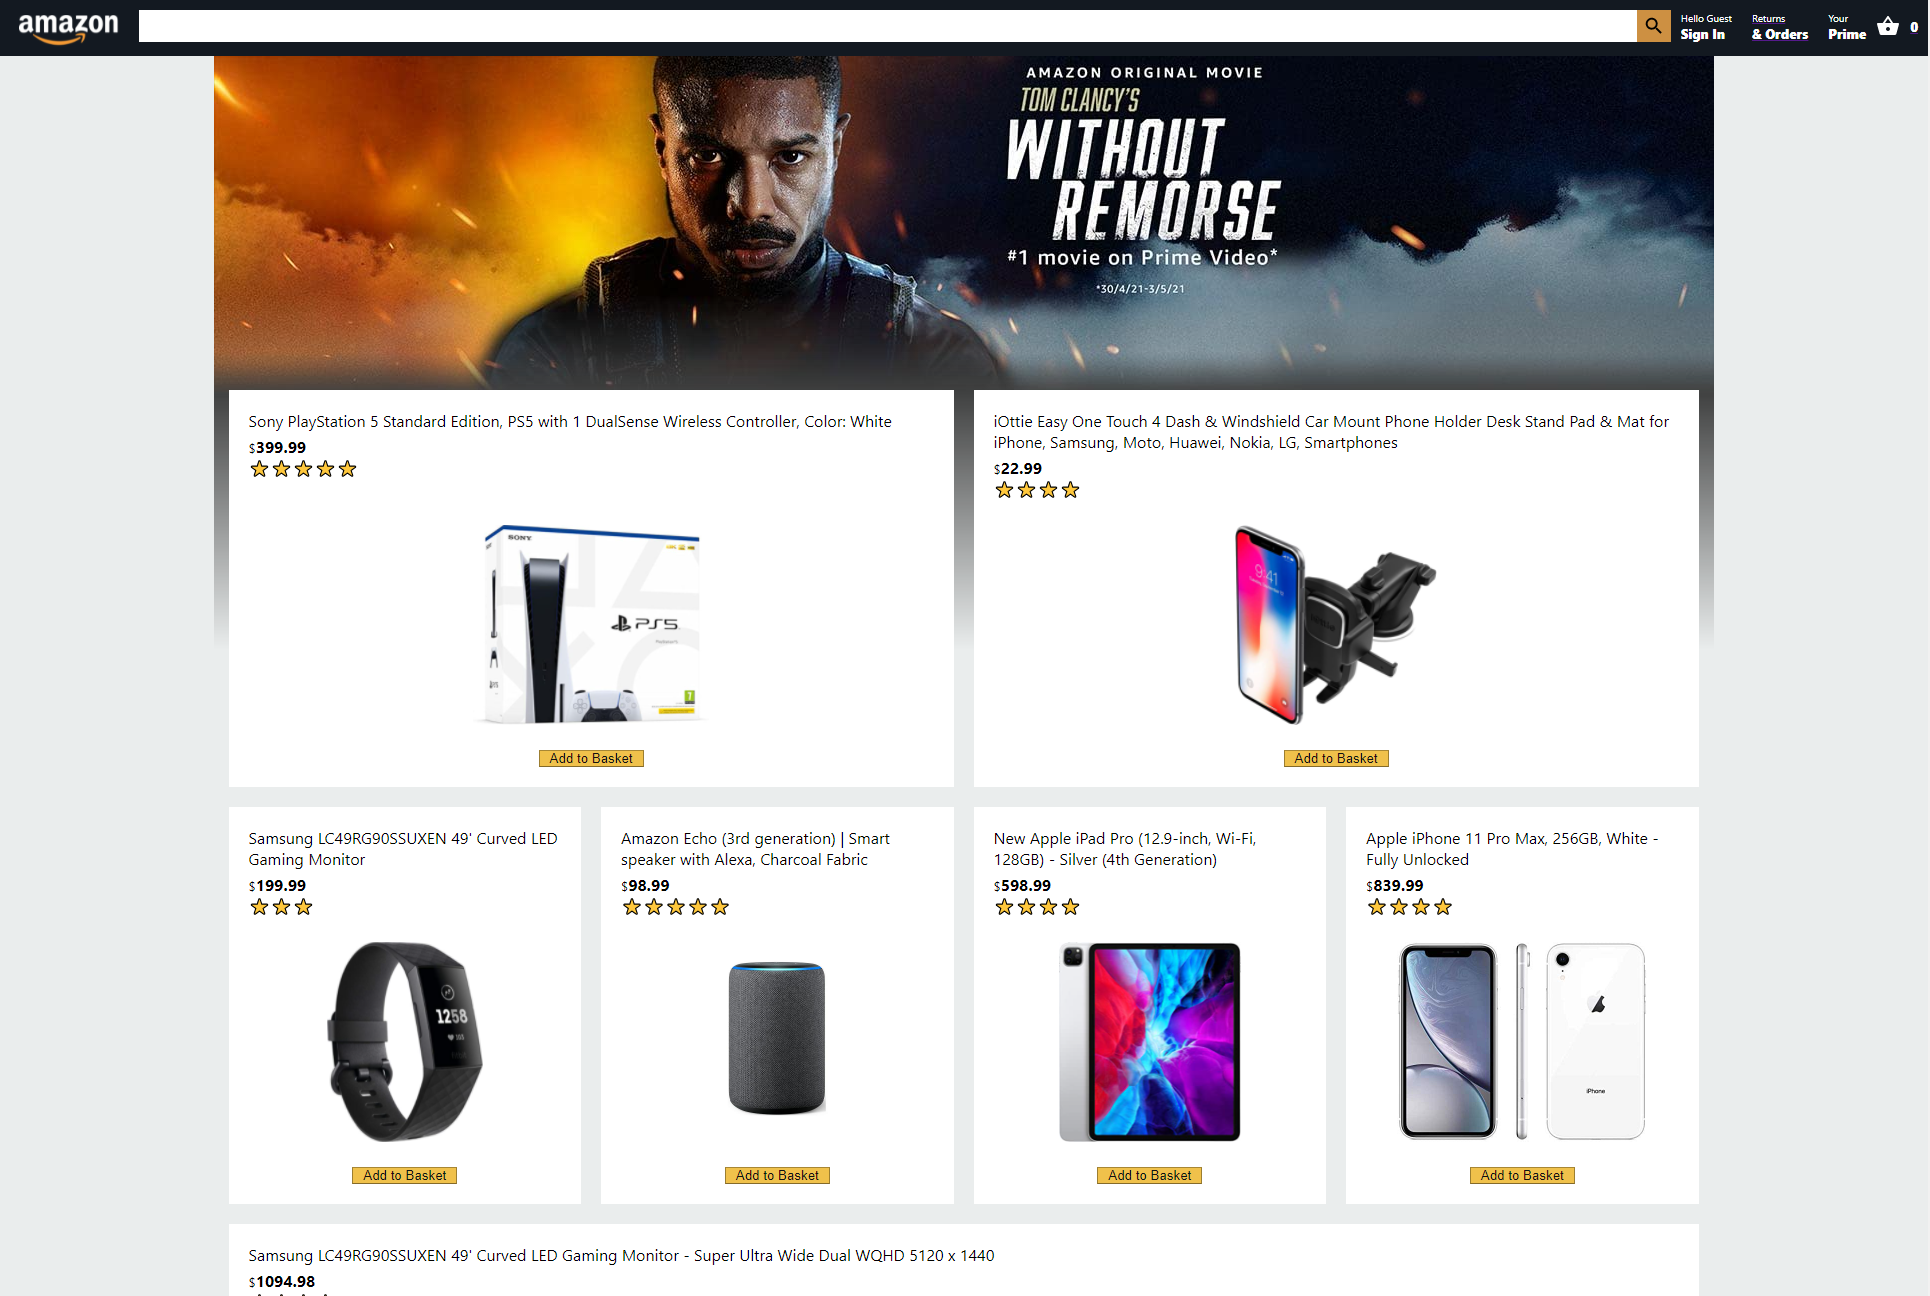 amazon
Hello Guest
Sign In
Returns
& Orders
Your
Prime
0
AMAZON ORIGINAL MOVIE
TOM CLANCY'S
WITHOUT
REMORSE
#1 movie on Prime Video*
*30/4/21-3/5/21
Sony PlayStation 5 Standard Edition, PS5 with 1 DualSense Wireless Controller, Color: White
$399.99
SONY
PS5
7
Add to Basket
iOttie Easy One Touch 4 Dash & Windshield Car Mount Phone Holder Desk Stand Pad & Mat for
iPhone, Samsung, Moto, Huawei, Nokia, LG, Smartphones
$22.99
9:41
Add to Basket
Samsung LC49RG90SSUXEN 49' Curved LED
Gaming Monitor
$199.99
1258
103
Add to Basket
Amazon Echo (3rd generation) | Smart
speaker with Alexa, Charcoal Fabric
$98.99
Add to Basket
New Apple iPad Pro (12.9-inch, Wi-Fi,
128GB) - Silver (4th Generation)
$598.99
Add to Basket
Apple iPhone 11 Pro Max, 256GB, White -
Fully Unlocked
$839.99
iPhone
Add to Basket
Samsung LC49RG90SSUXEN 49' Curved LED Gaming Monitor - Super Ultra Wide Dual WQHD 5120 x 1440
$1094.98